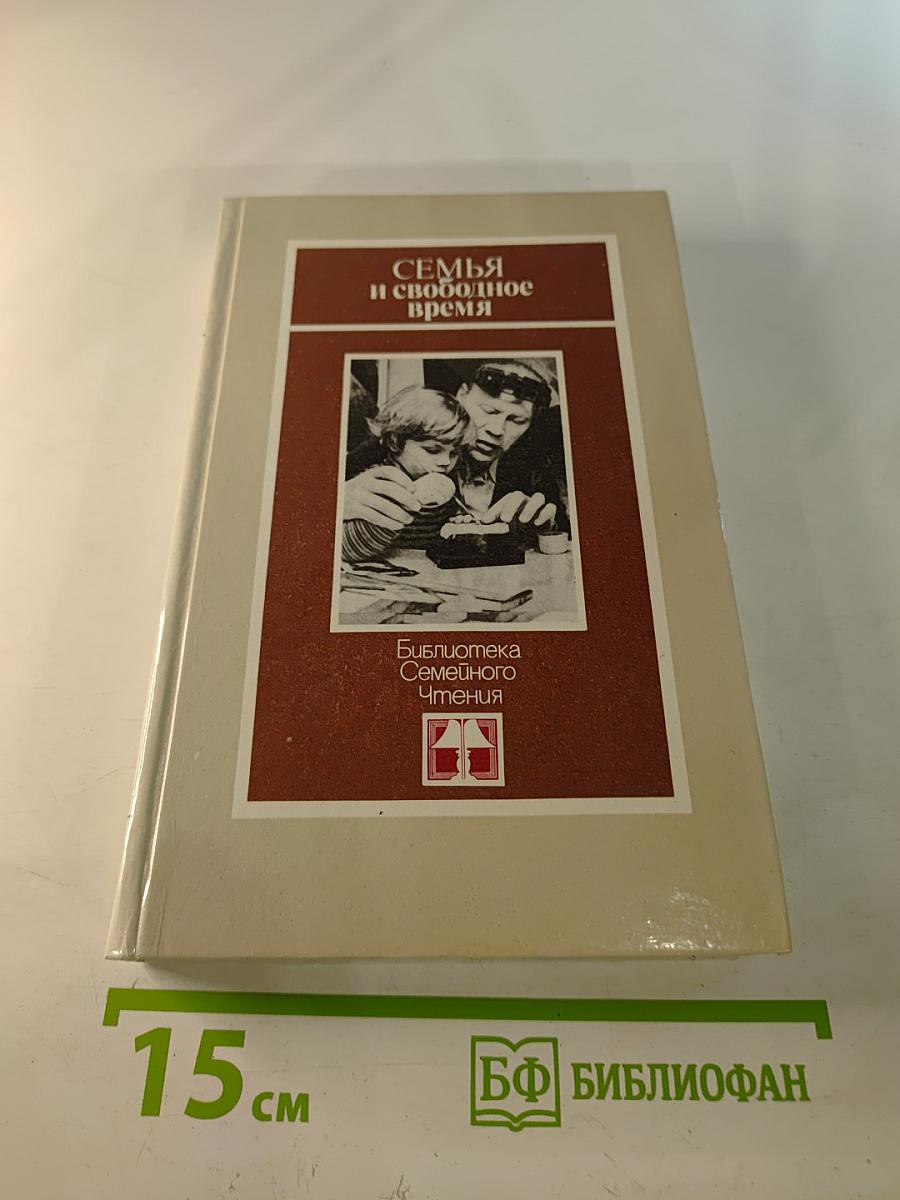 СЕМЬЯ
и свободное
время
Библиотека
Семейного
Чтения
15 см
БФ БИБЛИОФАН